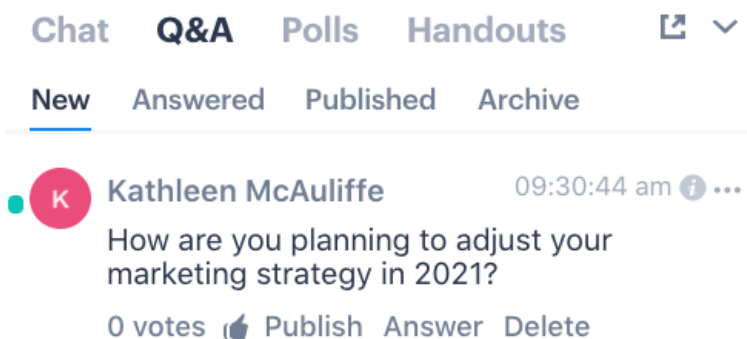 Chat Q&A Polls Handouts
New Answered Published Archive
K Kathleen McAuliffe 09:30:44 am
How are you planning to adjust your
marketing strategy in 2021?
0 votes Publish Answer Delete